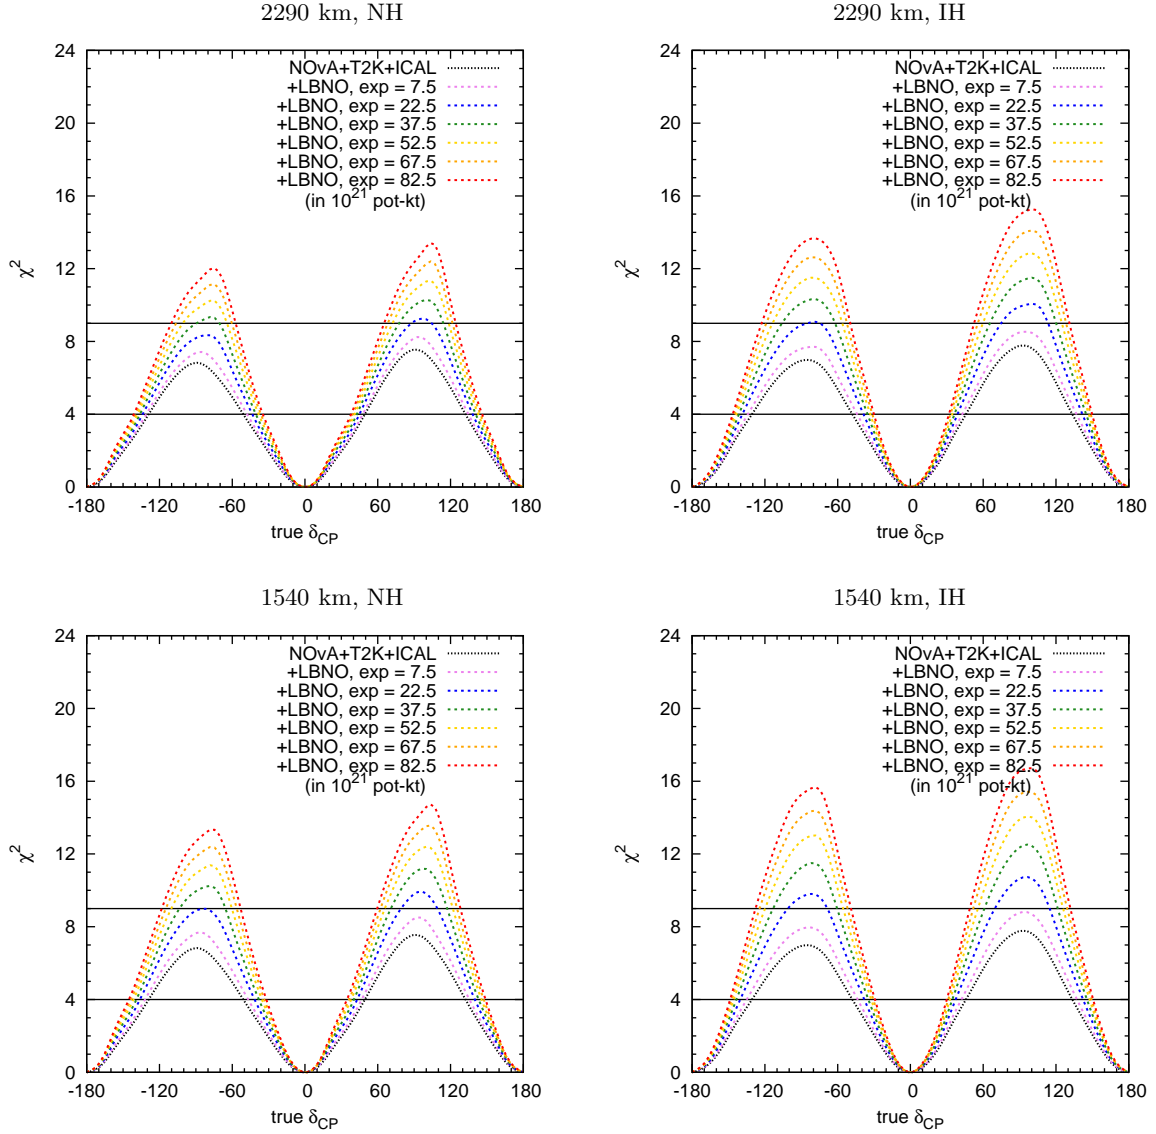 2290 km, NH
24
20
16
12
8
4
0
χ²
NOvA+T2K+ICAL
+LBNO, exp = 7.5
+LBNO, exp = 22.5
+LBNO, exp = 37.5
+LBNO, exp = 52.5
+LBNO, exp = 67.5
+LBNO, exp = 82.5
(in 10²¹ pot-kt)
-180 -120 -60 0 60 120 180
true δCP
2290 km, IH
24
20
16
12
8
4
0
χ²
NOvA+T2K+ICAL
+LBNO, exp = 7.5
+LBNO, exp = 22.5
+LBNO, exp = 37.5
+LBNO, exp = 52.5
+LBNO, exp = 67.5
+LBNO, exp = 82.5
(in 10²¹ pot-kt)
-180 -120 -60 0 60 120 180
true δCP
1540 km, NH
24
20
16
12
8
4
0
χ²
NOvA+T2K+ICAL
+LBNO, exp = 7.5
+LBNO, exp = 22.5
+LBNO, exp = 37.5
+LBNO, exp = 52.5
+LBNO, exp = 67.5
+LBNO, exp = 82.5
(in 10²¹ pot-kt)
-180 -120 -60 0 60 120 180
true δCP
1540 km, IH
24
20
16
12
8
4
0
χ²
NOvA+T2K+ICAL
+LBNO, exp = 7.5
+LBNO, exp = 22.5
+LBNO, exp = 37.5
+LBNO, exp = 52.5
+LBNO, exp = 67.5
+LBNO, exp = 82.5
(in 10²¹ pot-kt)
-180 -120 -60 0 60 120 180
true δCP